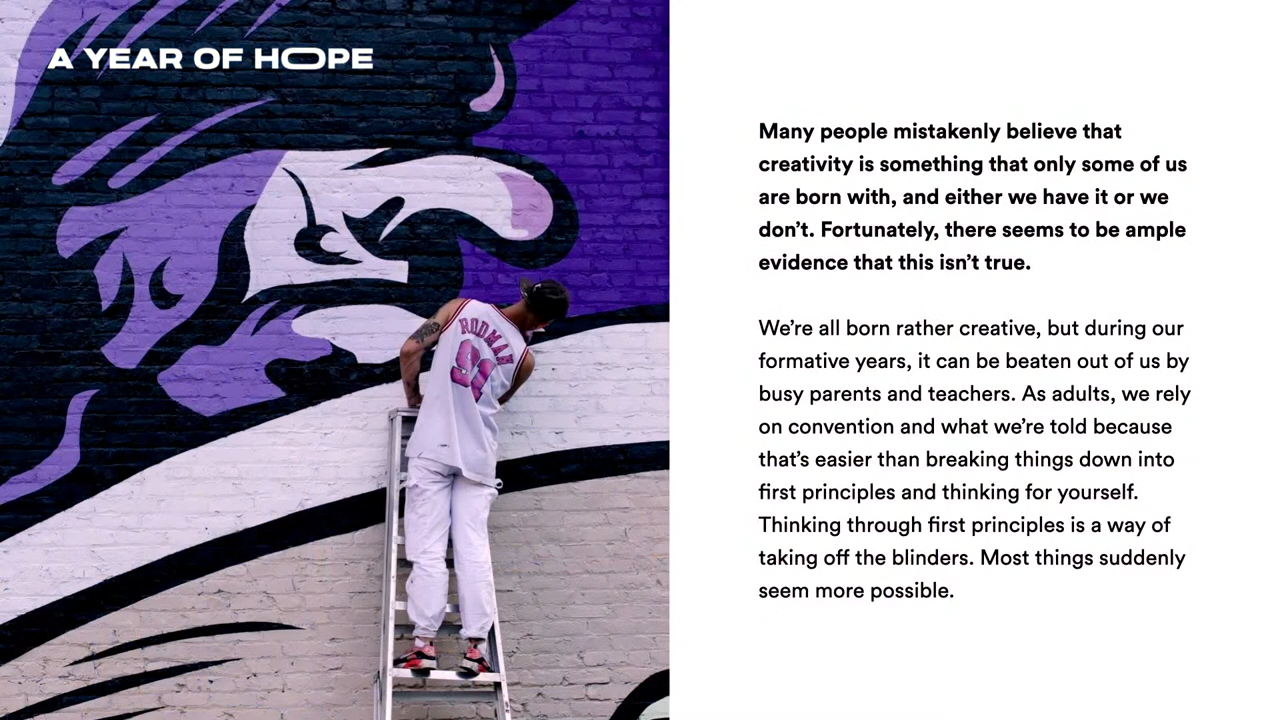 A YEAR OF HOPE
RODMAN
91
Many people mistakenly believe that
creativity is something that only some of us
are born with, and either we have it or we
don’t. Fortunately, there seems to be ample
evidence that this isn’t true.
We’re all born rather creative, but during our
formative years, it can be beaten out of us by
busy parents and teachers. As adults, we rely
on convention and what we’re told because
that’s easier than breaking things down into
first principles and thinking for yourself.
Thinking through first principles is a way of
taking off the blinders. Most things suddenly
seem more possible.